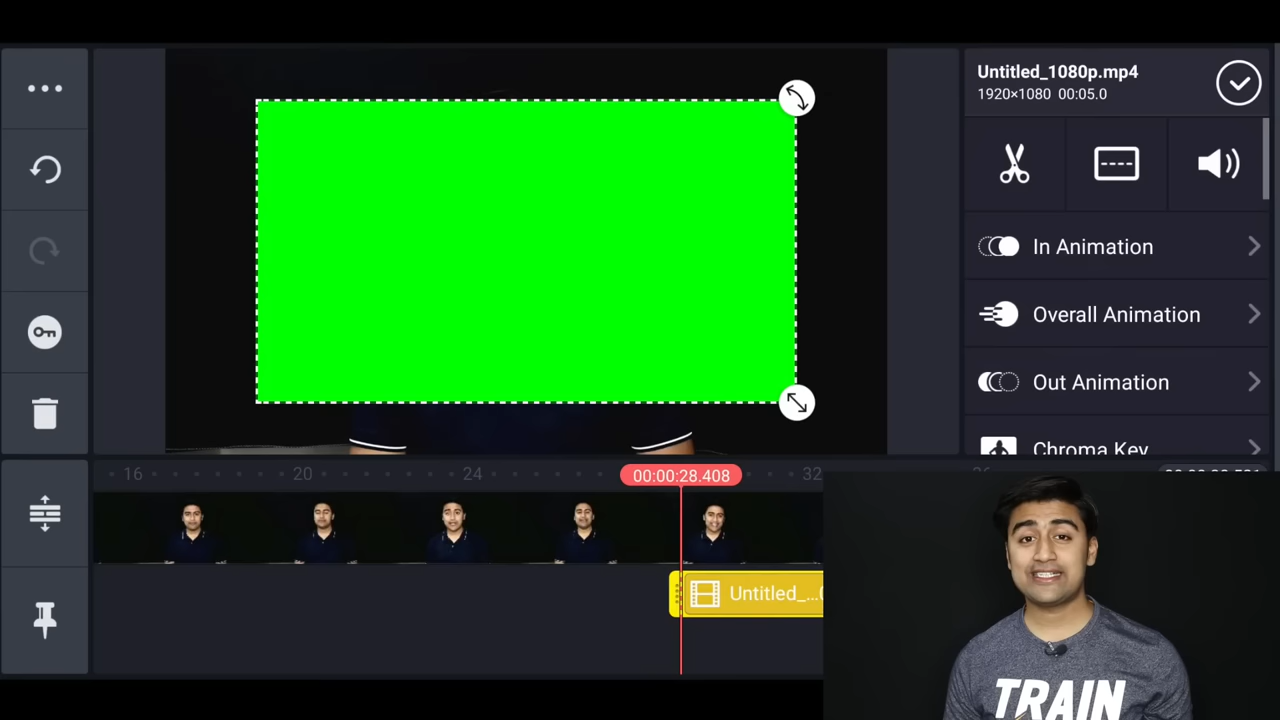 Untitled_1080p.mp4
1920×1080 00:05.0
In Animation
Overall Animation
Out Animation
Chroma Key
16 20 24 00:00:28.408 32
Untitled_...
TRAIN